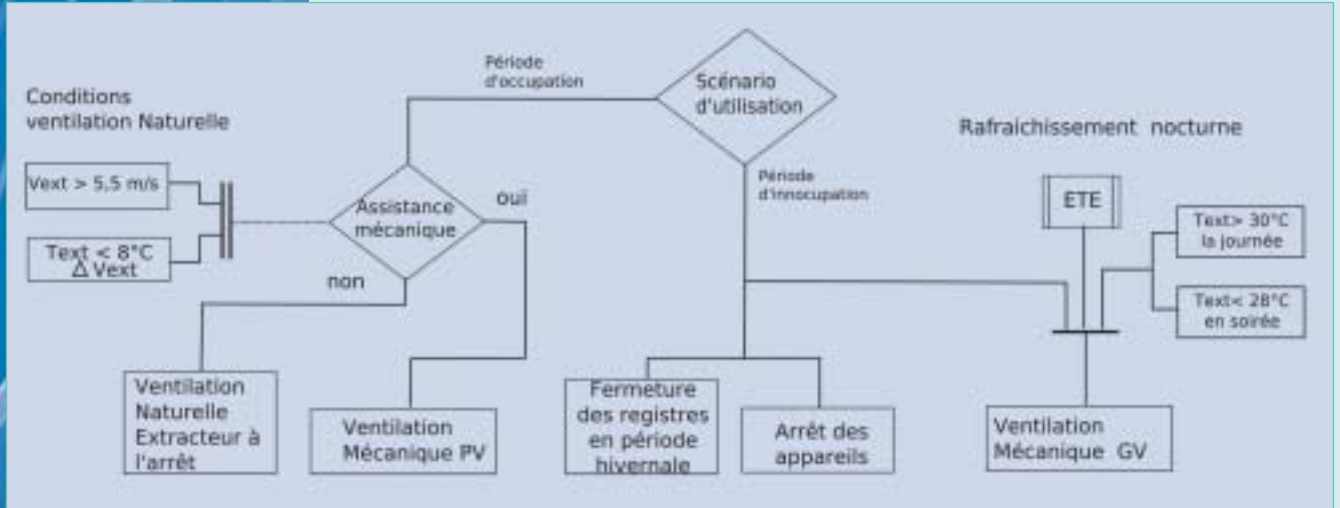 Période
d'occupation
Scénario
d'utilisation
Conditions
ventilation Naturelle
Rafraichissement nocturne
Vext > 5,5 m/s
Text < 8°C
Δ Vext
Assistance
mécanique
oui
non
Période
d'innocupation
ETE
Text> 30°C
la journée
Text< 28°C
en soirée
Ventilation
Naturelle
Extracteur à
l'arrêt
Ventilation
Mécanique PV
Fermeture
des registres
en période
hivernale
Arrêt des
appareils
Ventilation
Mécanique GV